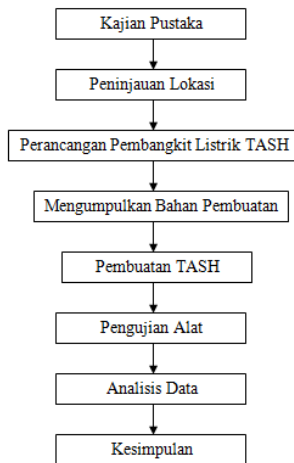 Kajian Pustaka
Peninjauan Lokasi
Perancangan Pembangkit Listrik TASH
Mengumpulkan Bahan Pembuatan
Pembuatan TASH
Pengujian Alat
Analisis Data
Kesimpulan